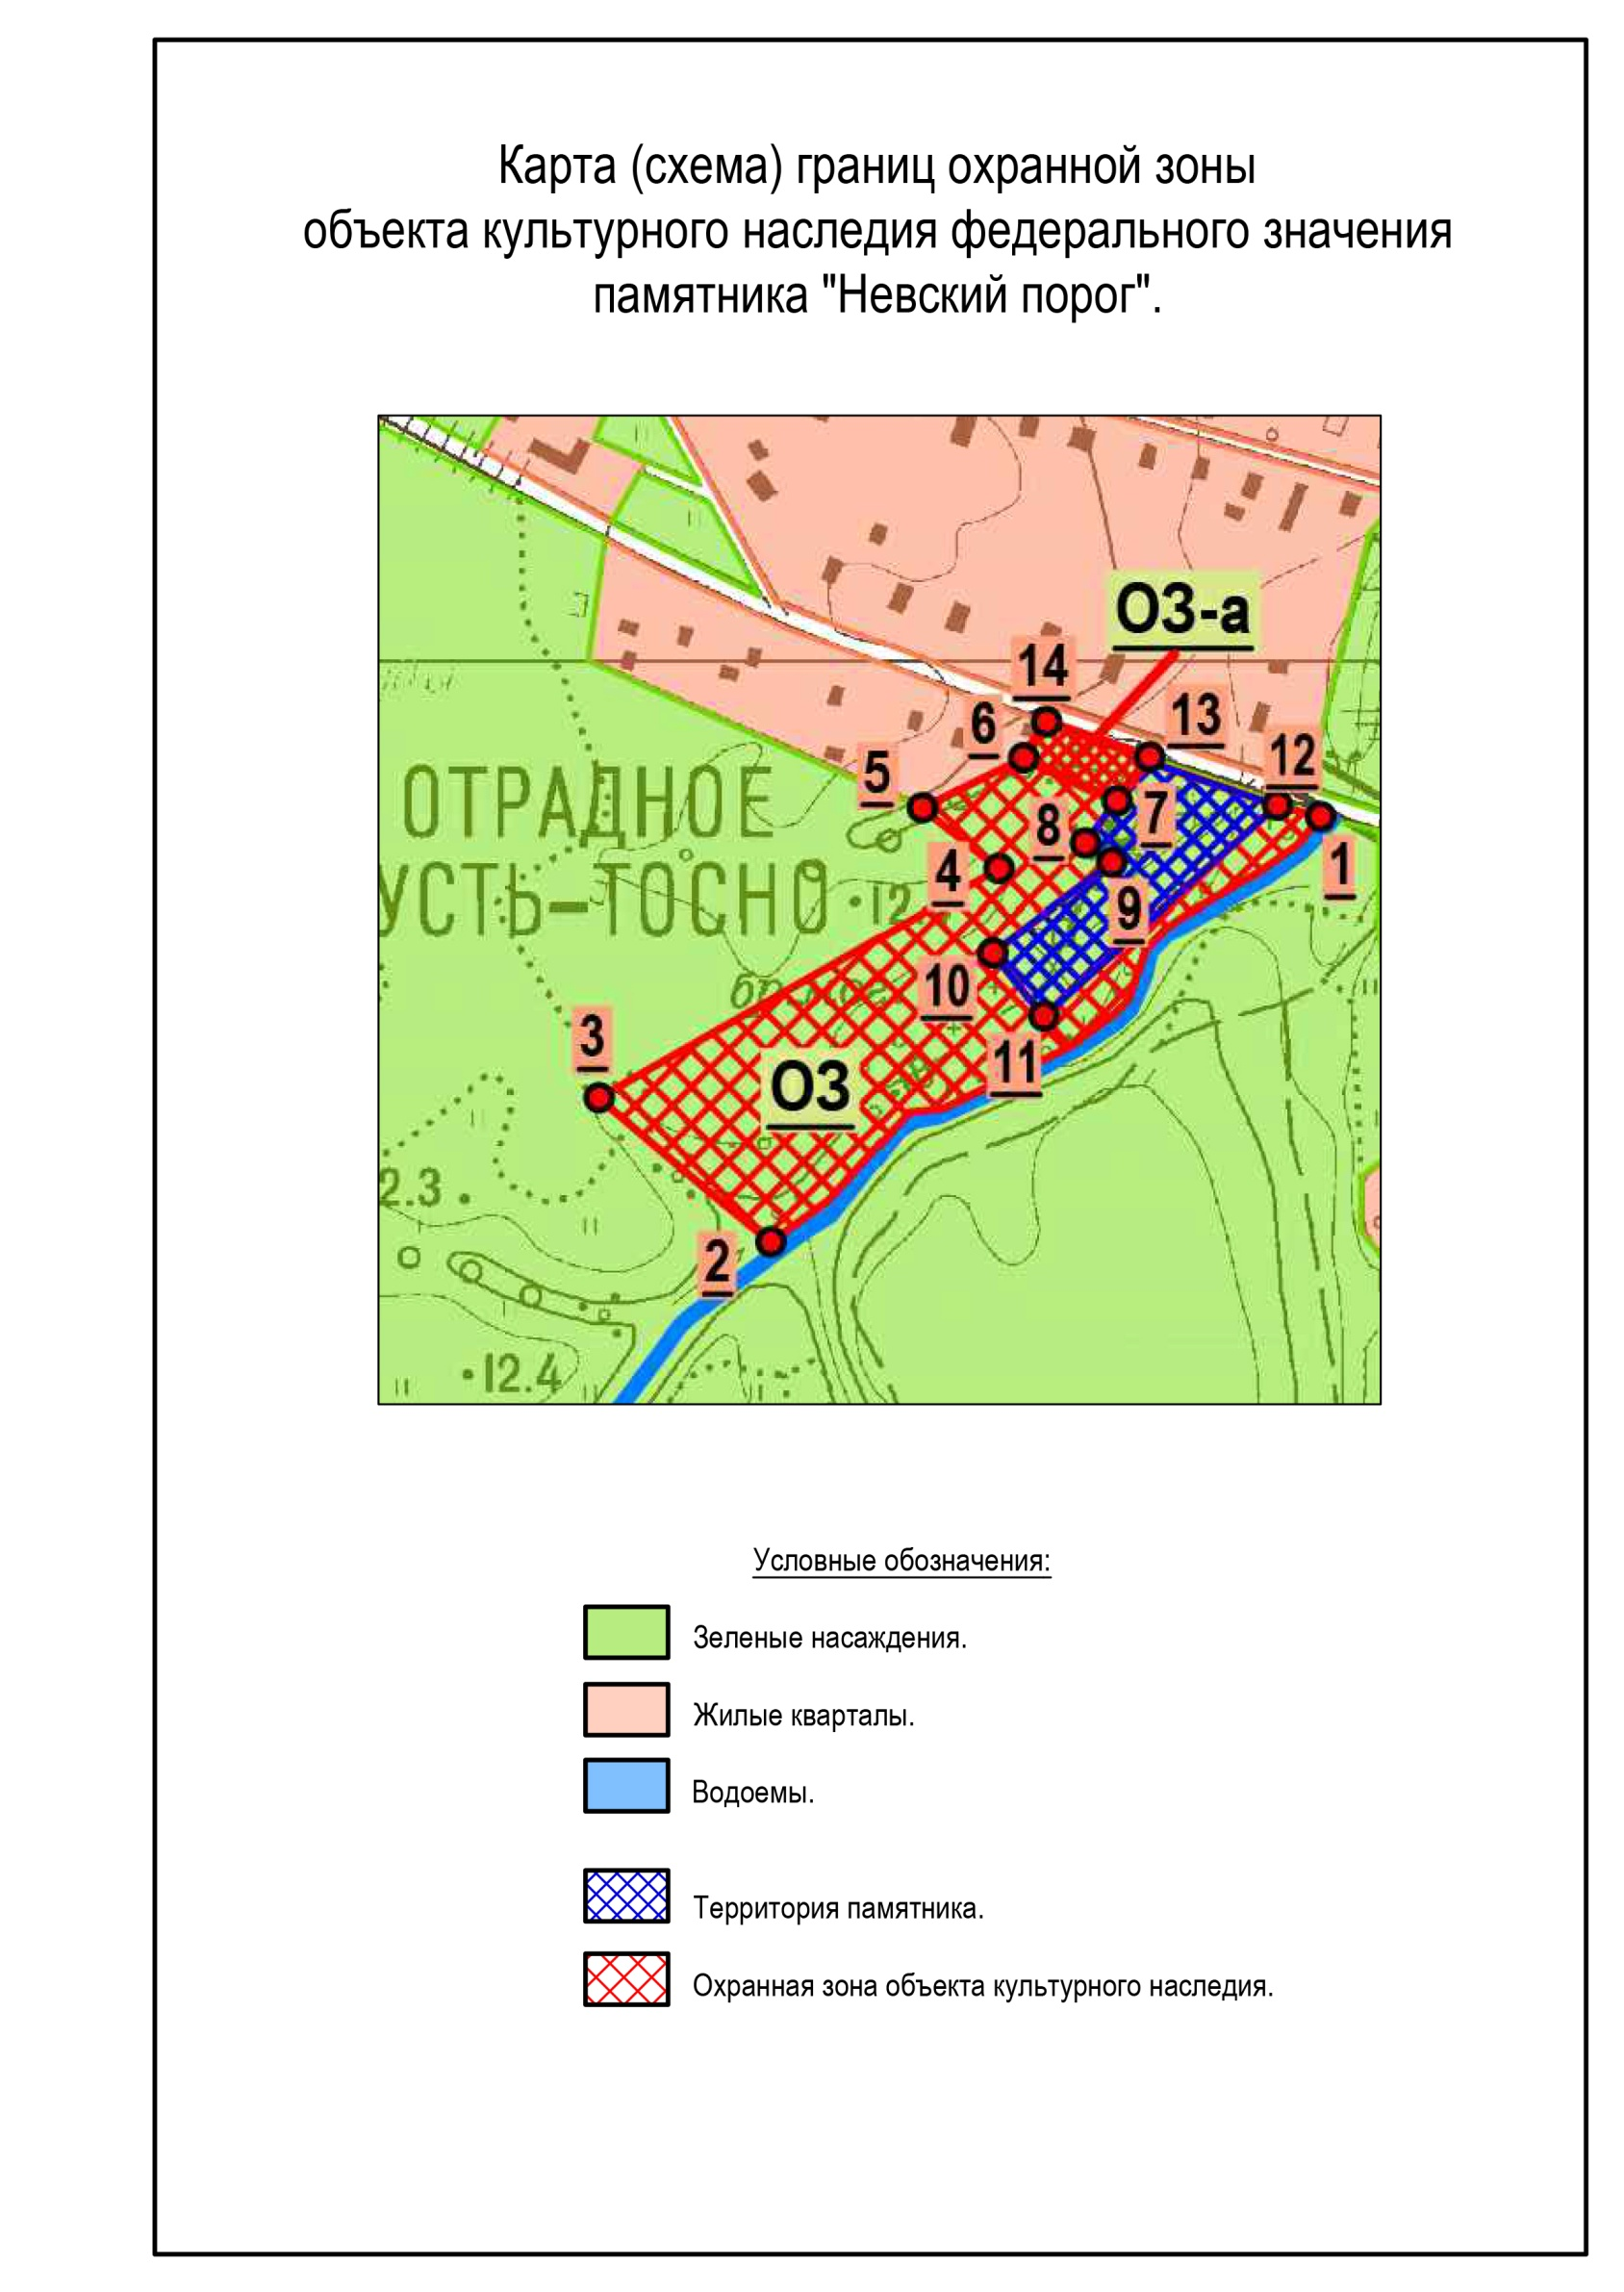 Карта (схема) границ охранной зоны
объекта культурного наследия федерального значения
памятника "Невский порог".
ОЗ-а
14
13
6
12
5
ОТРАДНОЕ
7
8
1
4
УСТЬ-ТОСНО
12
9
10
3
11
ОЗ
2.3
2
12.4
Условные обозначения:
Зеленые насаждения.
Жилые кварталы.
Водоемы.
Территория памятника.
Охранная зона объекта культурного наследия.